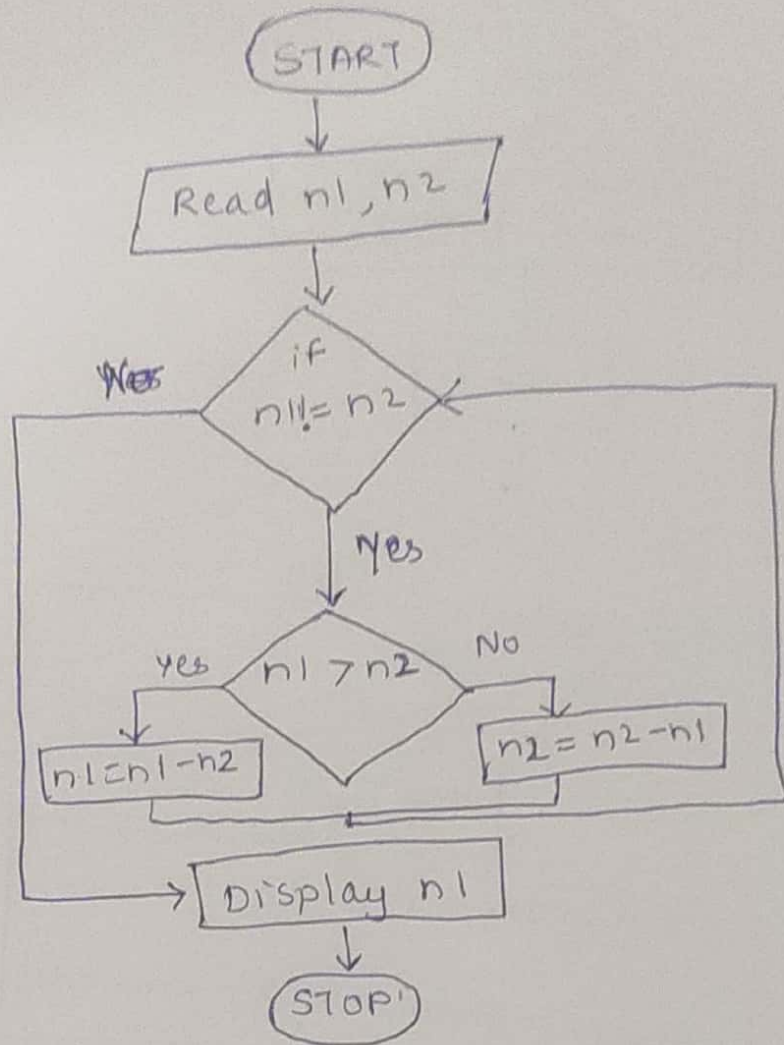 START
Read n1, n2
if
n1!= n2
Yes
n1 > n2
yes
No
n1=n1-n2
n2 = n2-n1
Display n1
STOP